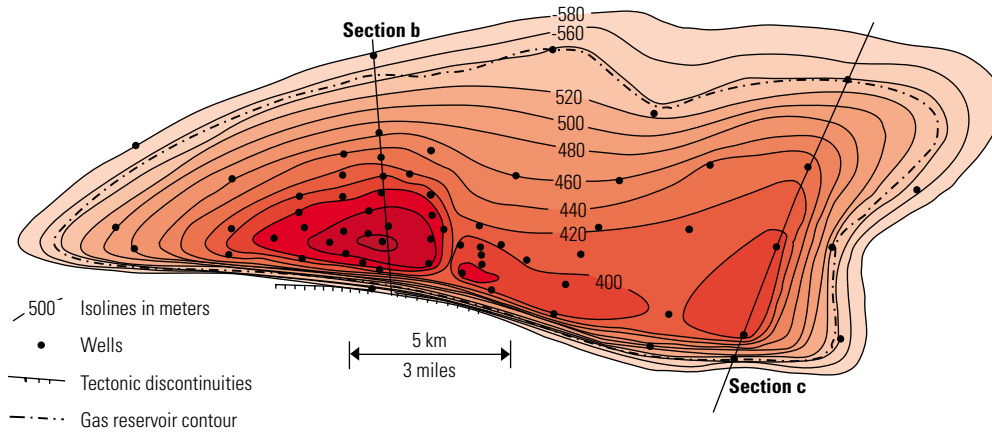 -580
-560
Section b
520
500
480
460
440
420
400
500 Isolines in meters
Wells
Tectonic discontinuities
Gas reservoir contour
5 km
3 miles
Section c